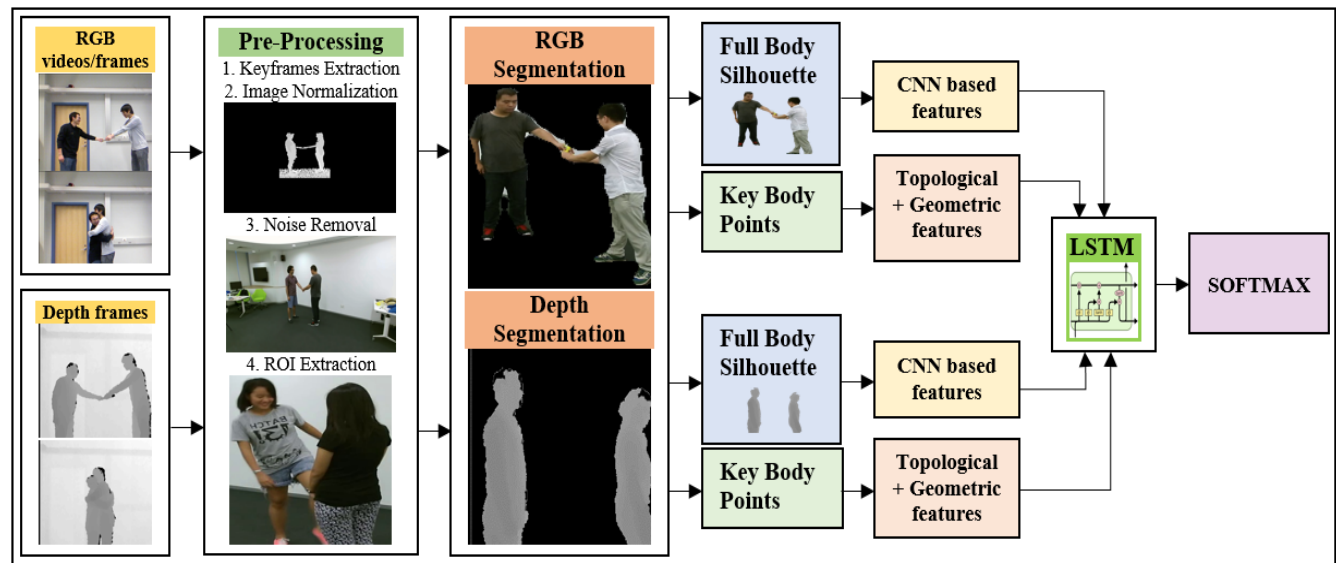 RGB
videos/frames
Depth frames
Pre-Processing
1. Keyframes Extraction
2. Image Normalization
3. Noise Removal
4. ROI Extraction
RGB
Segmentation
Depth
Segmentation
Full Body
Silhouette
Key Body
Points
Full Body
Silhouette
Key Body
Points
CNN based
features
Topological
+ Geometric
features
CNN based
features
Topological
+ Geometric
features
LSTM
SOFTMAX